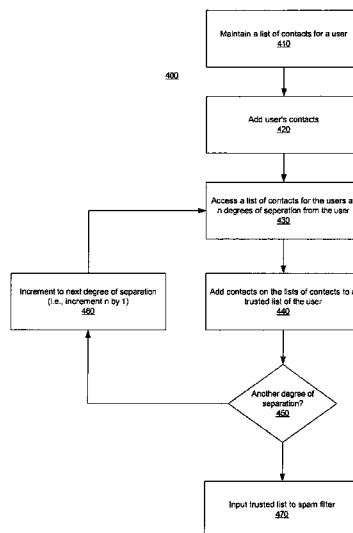 Maintain a list of contacts for a user
410
400
Add user's contacts
420
Access a list of contacts for the users at
n degrees of seperation from the user
430
Increment to next degree of separation
(i.e., increment n by 1)
460
Add contacts on the lists of contacts to a
trusted list of the user
440
Another degree of
separation?
450
Input trusted list to spam filter
470